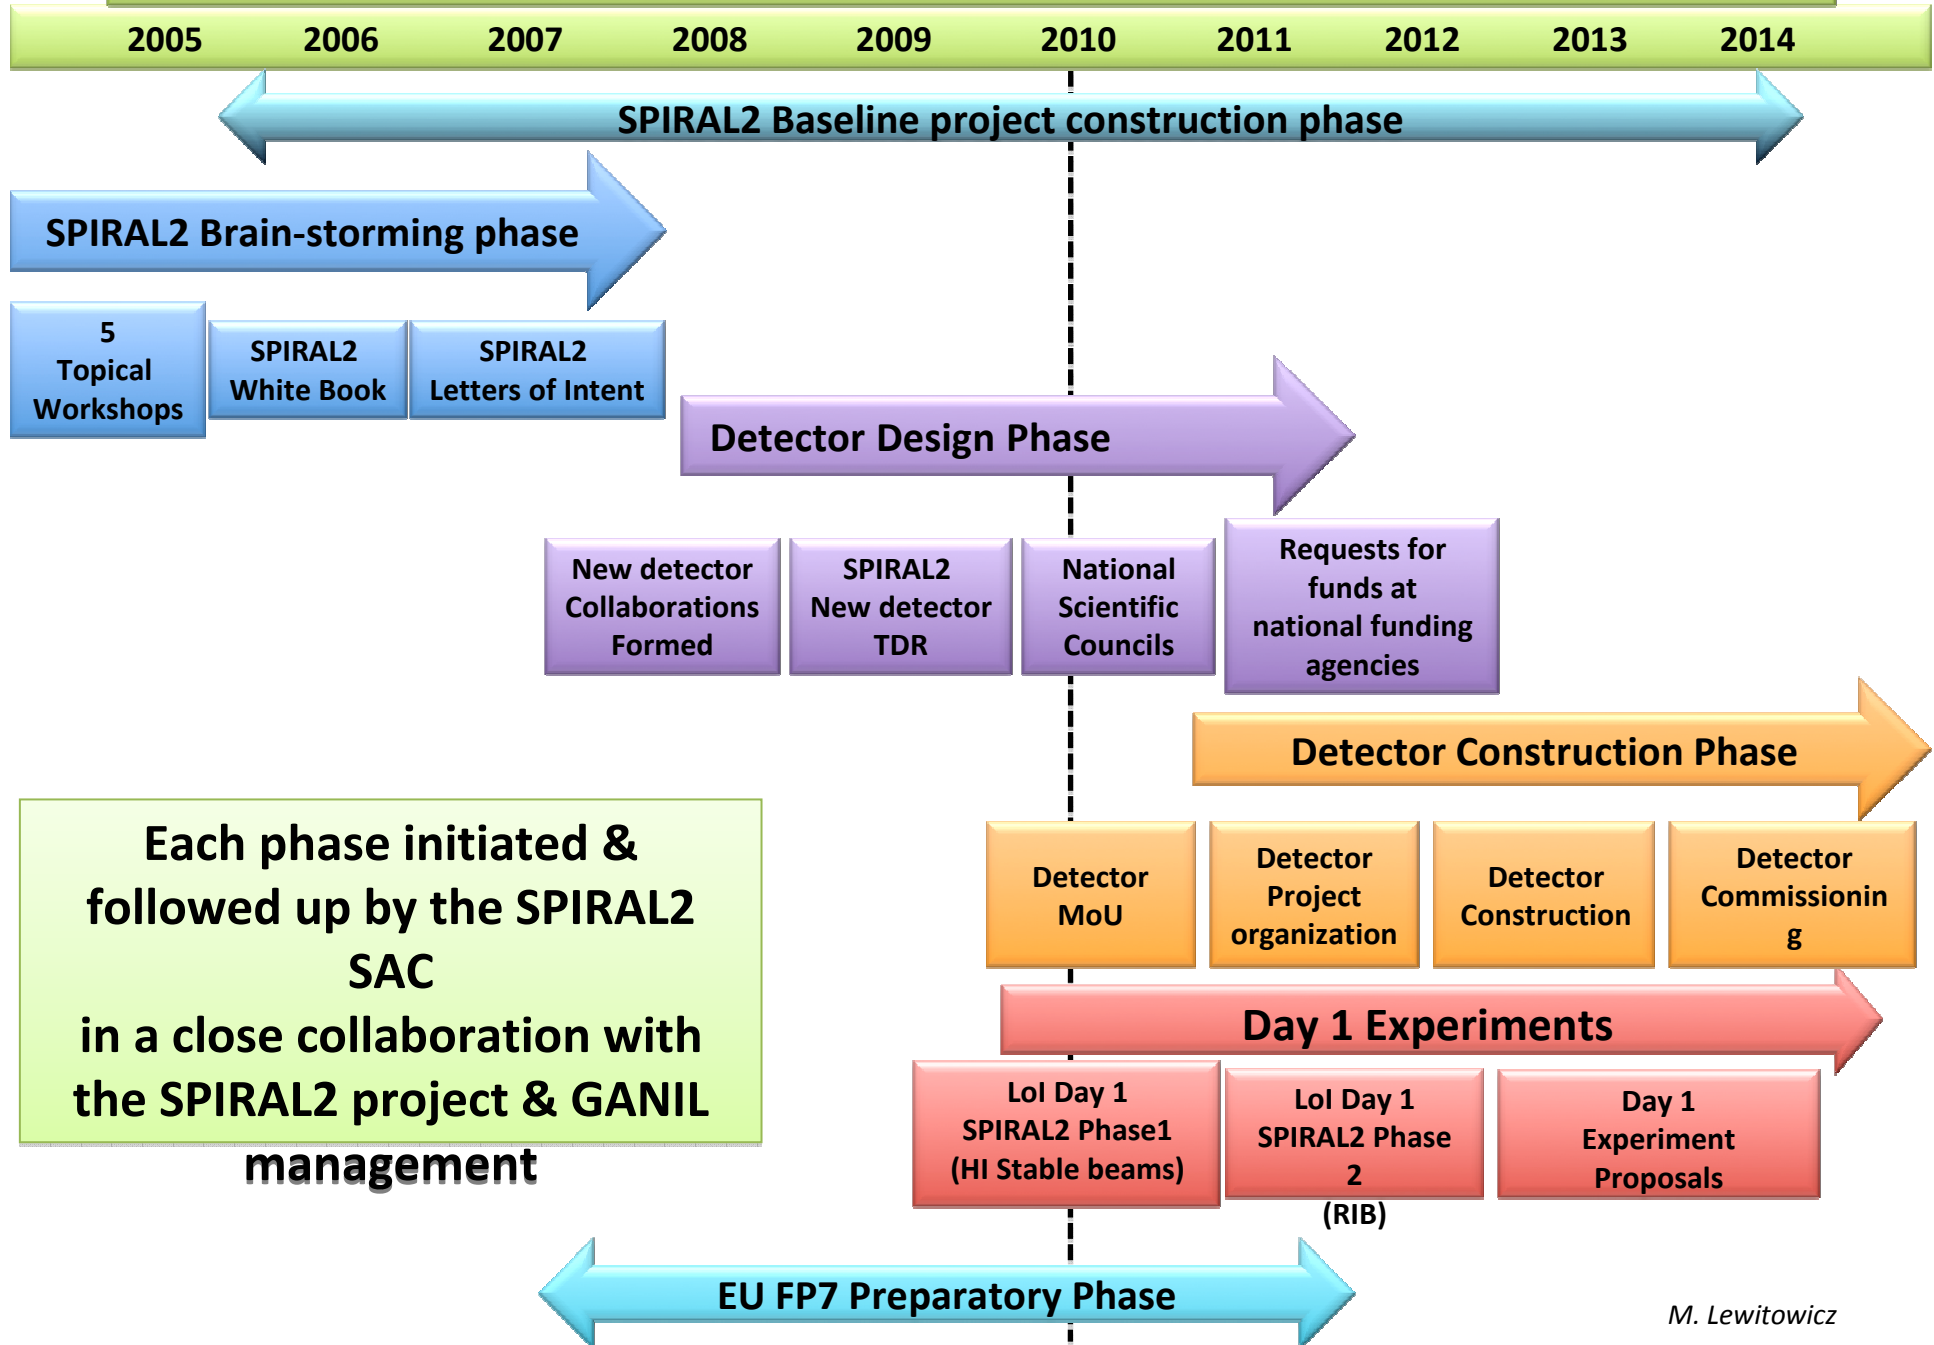 2005 2006 2007 2008 2009 2010 2011 2012 2013 2014
SPIRAL2 Baseline project construction phase
SPIRAL2 Brain-storming phase
5
Topical
Workshops
SPIRAL2
White Book
SPIRAL2
Letters of Intent
Detector Design Phase
New detector
Collaborations
Formed
SPIRAL2
New detector
TDR
National
Scientific
Councils
Requests for
funds at
national funding
agencies
Detector Construction Phase
Each phase initiated &
followed up by the SPIRAL2
SAC
in a close collaboration with
the SPIRAL2 project & GANIL
management
Detector
MoU
Detector
Project
organization
Detector
Construction
Detector
Commissionin
g
Day 1 Experiments
LoI Day 1
SPIRAL2 Phase1
(HI Stable beams)
LoI Day 1
SPIRAL2 Phase
2
(RIB)
Day 1
Experiment
Proposals
EU FP7 Preparatory Phase
M. Lewitowicz